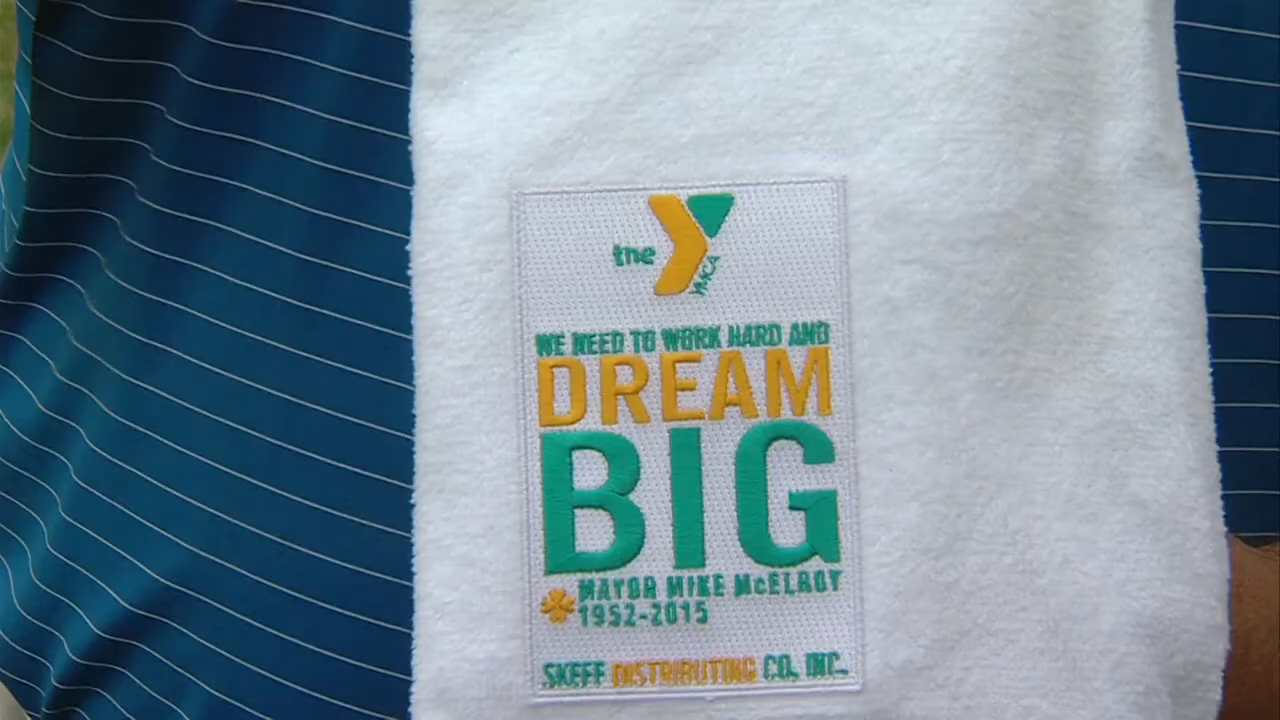 the
YMCA
WE NEED TO WORK HARD AND
DREAM
BIG
MAYOR MIKE McELROY
1952-2015
SKEFF DISTRIBUTING CO. INC.